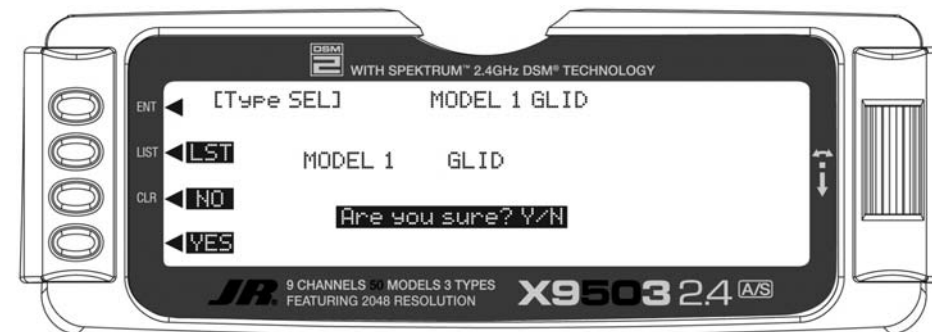 DSM
2
WITH SPEKTRUM™ 2.4GHz DSM® TECHNOLOGY
ENT [Type SEL] MODEL 1 GLID
LIST LST MODEL 1 GLID
CLR NO
Are you sure? Y/N
YES
JR® 9 CHANNELS 50 MODELS 3 TYPES
FEATURING 2048 RESOLUTION
X9503 2.4 A/S